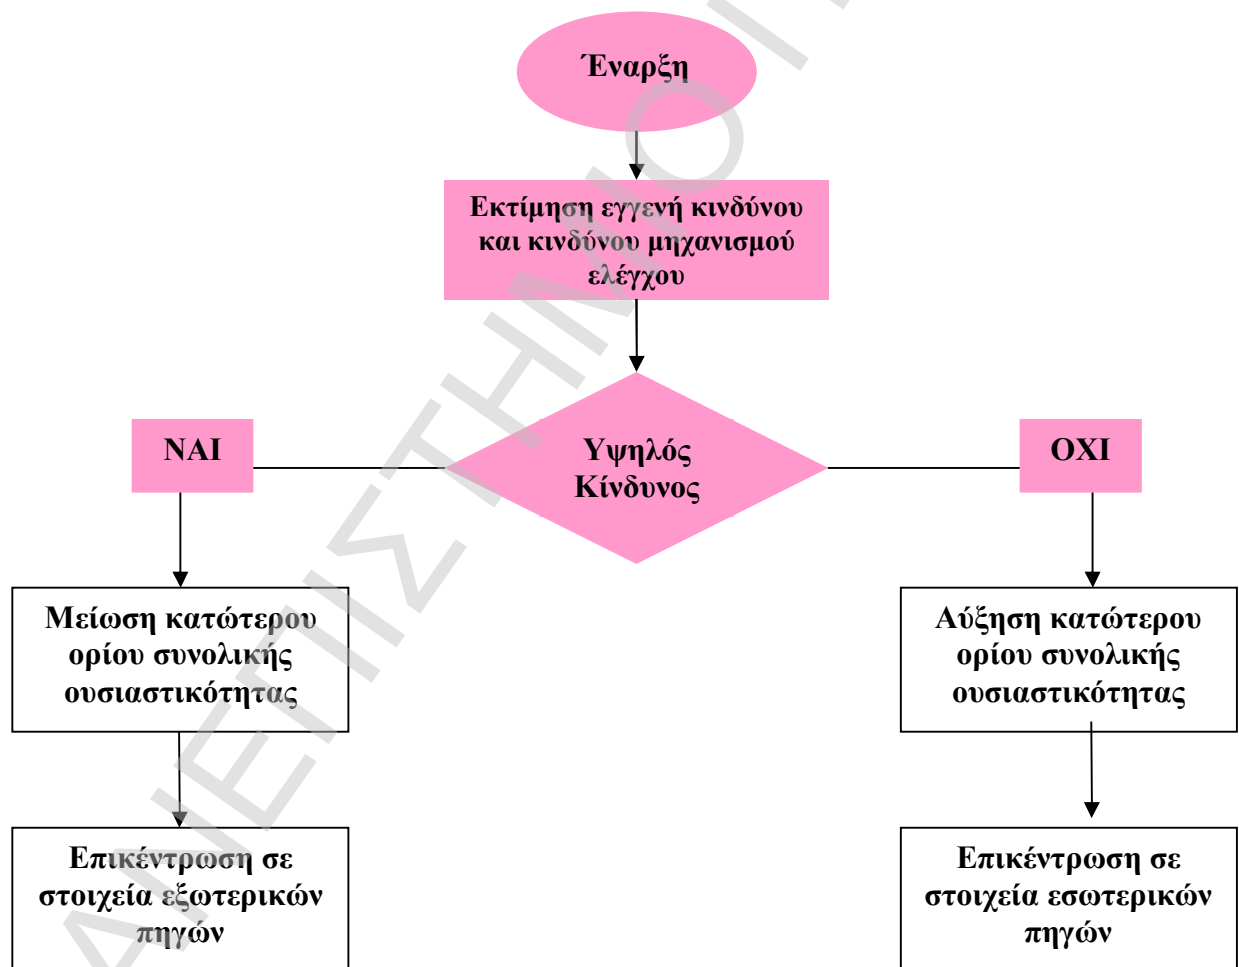 Έναρξη
Εκτίμηση εγγενή κινδύνου
και κινδύνου μηχανισμού
ελέγχου
ΝΑΙ
Υψηλός
Κίνδυνος
ΟΧΙ
Μείωση κατώτερου
ορίου συνολικής
ουσιαστικότητας
Αύξηση κατώτερου
ορίου συνολικής
ουσιαστικότητας
Επικέντρωση σε
στοιχεία εξωτερικών
πηγών
Επικέντρωση σε
στοιχεία εσωτερικών
πηγών